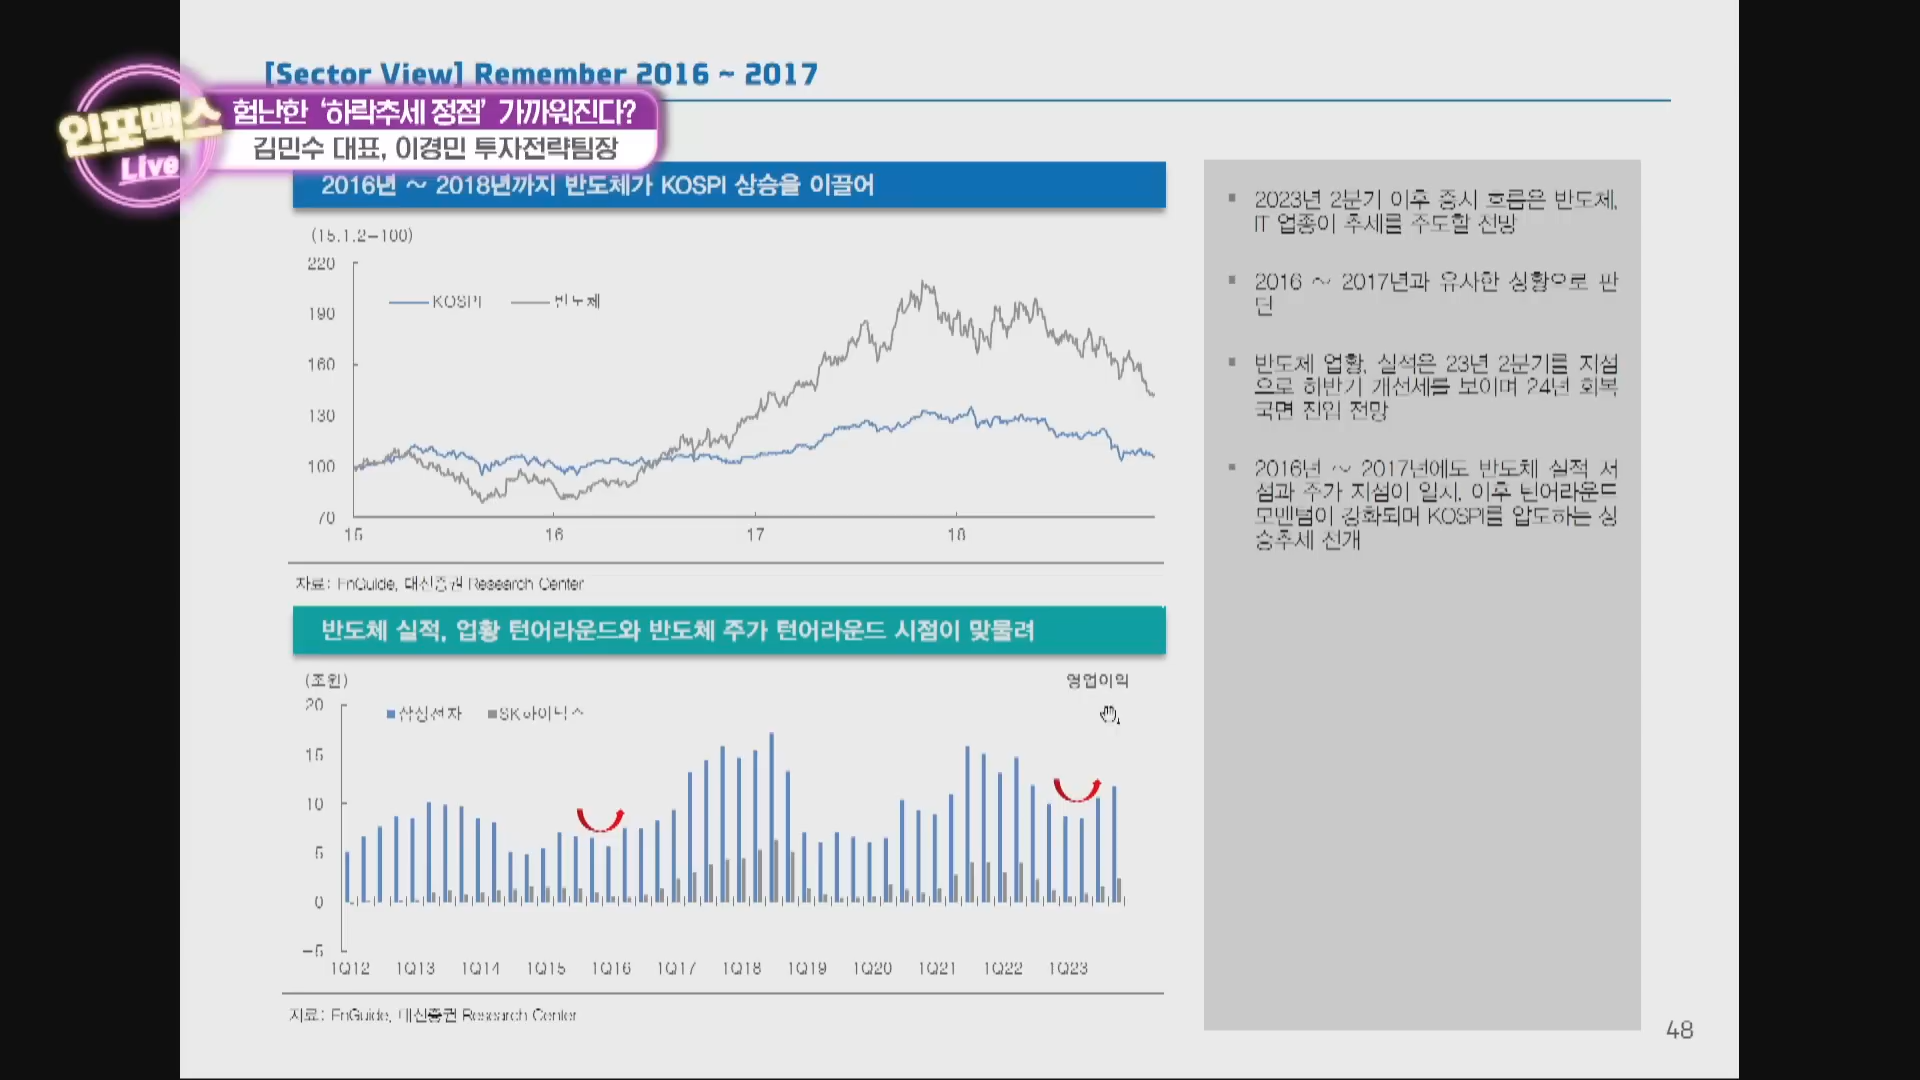 [Sector View] Remember 2016 ~ 2017
인포맥스
Live
험난한 '하락추세 정점' 가까워진다?
김민수 대표, 이경민 투자전략팀장
2016년 ~ 2018년까지 반도체가 KOSPI 상승을 이끌어
(15.1.2=100)
220
190
160
130
100
70
KOSPI 반도체
15 16 17 18
자료: FnGuide, 대신증권 Research Center
반도체 실적, 업황 턴어라운드와 반도체 주가 턴어라운드 시점이 맞물려
(조원)
영업이익
20
15
10
5
0
-5
삼성전자 SK하이닉스
1Q12 1Q13 1Q14 1Q15 1Q16 1Q17 1Q18 1Q19 1Q20 1Q21 1Q22 1Q23
자료: FnGuide, 대신증권 Research Center
2023년 2분기 이후 증시 흐름은 반도체,
IT 업종이 추세를 주도할 전망
2016 ~ 2017년과 유사한 상황으로 판
단
반도체 업황, 실적은 23년 2분기를 저점
으로 하반기 개선세를 보이며 24년 회복
국면 진입 전망
2016년 ~ 2017년에도 반도체 실적 저
점과 주가 저점이 일치, 이후 턴어라운드
모멘텀이 강화되며 KOSPI를 압도하는 상
승추세 전개
48